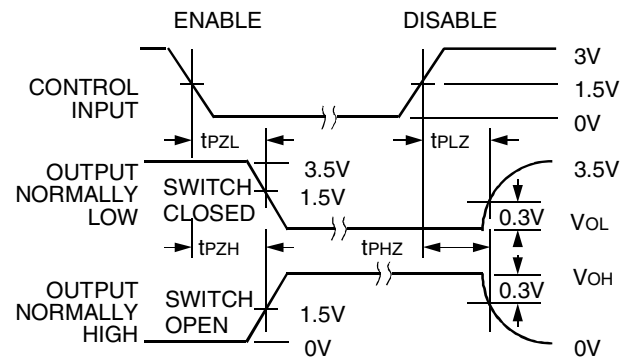 ENABLE DISABLE
CONTROL
INPUT
3V
1.5V
0V
tPZL tPLZ
OUTPUT
NORMALLY
LOW
SWITCH
CLOSED
3.5V
1.5V
3.5V
0.3V
VOL
tPZH tPHZ
OUTPUT
NORMALLY
HIGH
SWITCH
OPEN
1.5V
0V
0.3V
VOH
0V